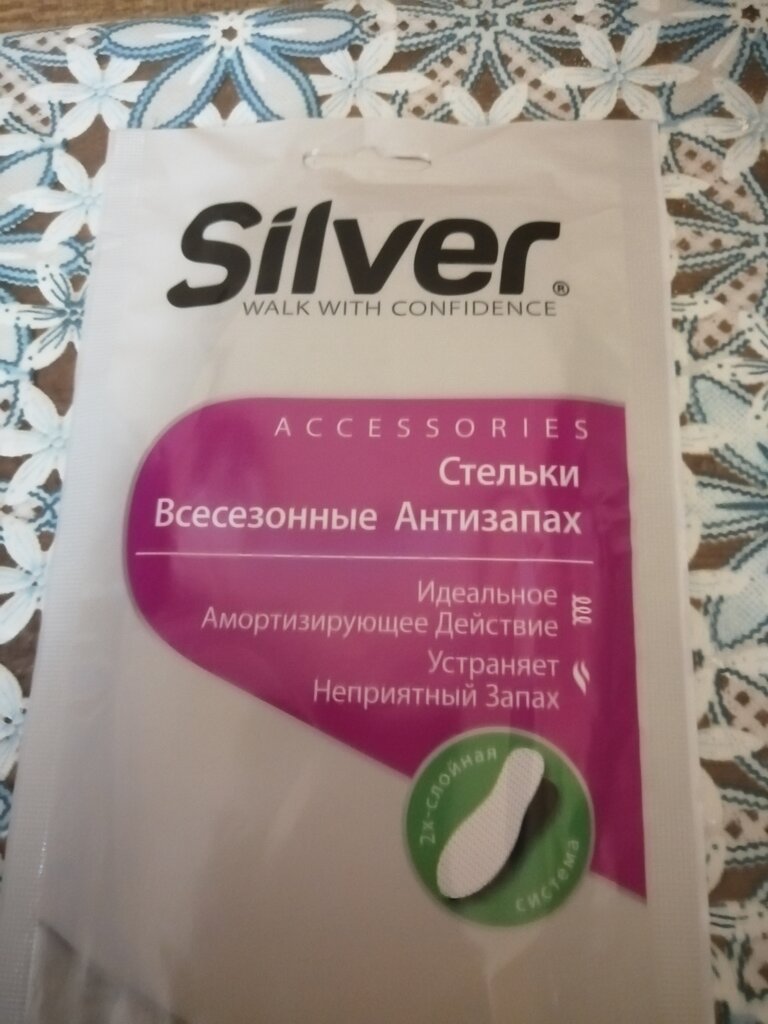 Silver®
WALK WITH CONFIDENCE
ACCESSORIES
Стельки
Всесезонные Антизапах
Идеальное
Амортизирующее Действие
Устраняет
Неприятный Запах
2х-слойная
система